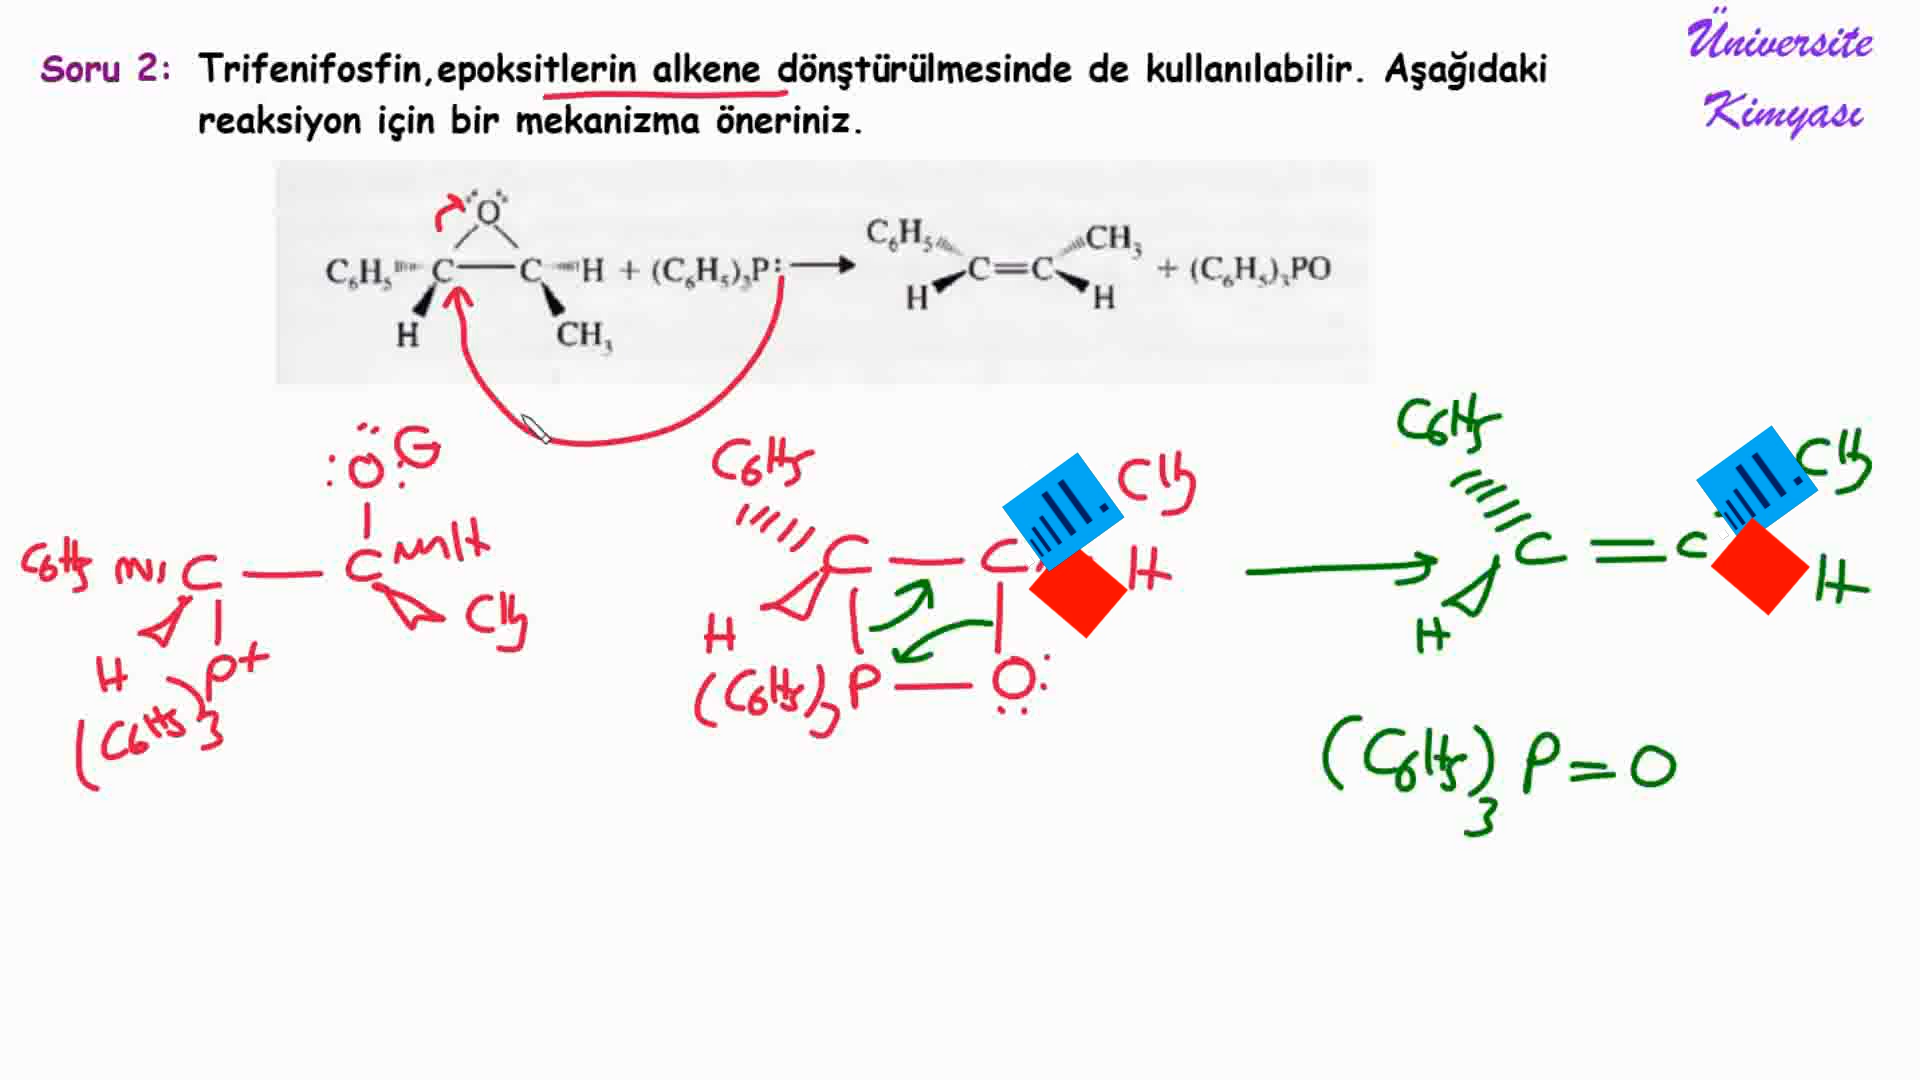 Üniversite
Kimyası
Soru 2: Trifenifosfin,epoksitlerin alkene dönştürülmesinde de kullanılabilir. Aşağıdaki
reaksiyon için bir mekanizma öneriniz.
O
C₆H₅ C C H + (C₆H₅)₃P: C₆H₅ CH₃ C=C + (C₆H₅)₃PO
H CH₃ H H
:O:⊖
C₆H₅ C — C H
H P+ CH₃
(C₆H₅)₃
C₆H₅ CH₃
C — C H
H
(C₆H₅)₃P — O:
C₆H₅ CH₃
C = C H
H
(C₆H₅)₃P=O